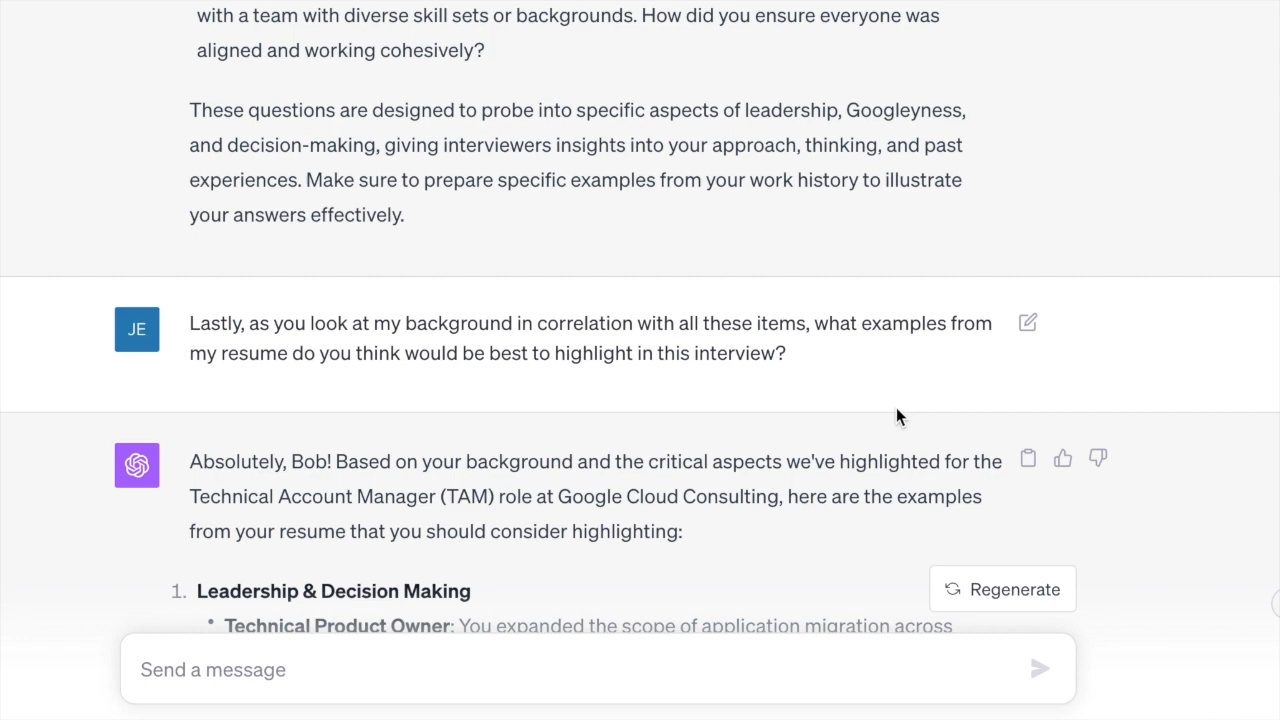 with a team with diverse skill sets or backgrounds. How did you ensure everyone was
aligned and working cohesively?
These questions are designed to probe into specific aspects of leadership, Googleyness,
and decision-making, giving interviewers insights into your approach, thinking, and past
experiences. Make sure to prepare specific examples from your work history to illustrate
your answers effectively.
JE
Lastly, as you look at my background in correlation with all these items, what examples from
my resume do you think would be best to highlight in this interview?
Absolutely, Bob! Based on your background and the critical aspects we've highlighted for the
Technical Account Manager (TAM) role at Google Cloud Consulting, here are the examples
from your resume that you should consider highlighting:
1. Leadership & Decision Making
Regenerate
• Technical Product Owner: You expanded the scope of application migration across
Send a message